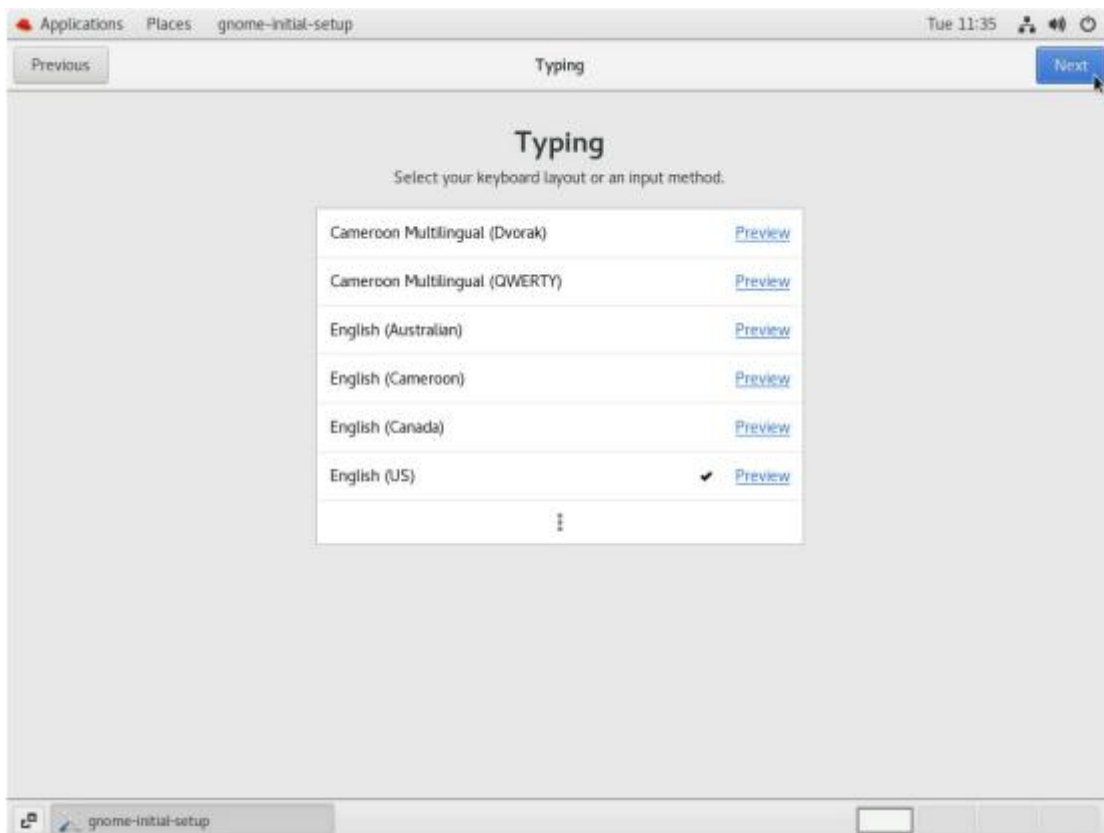 Applications Places gnome-initial-setup Tue 11:35
Previous Typing Next
Typing
Select your keyboard layout or an input method.
Cameroon Multilingual (Dvorak) Preview
Cameroon Multilingual (QWERTY) Preview
English (Australian) Preview
English (Cameroon) Preview
English (Canada) Preview
English (US) Preview
gnome-initial-setup